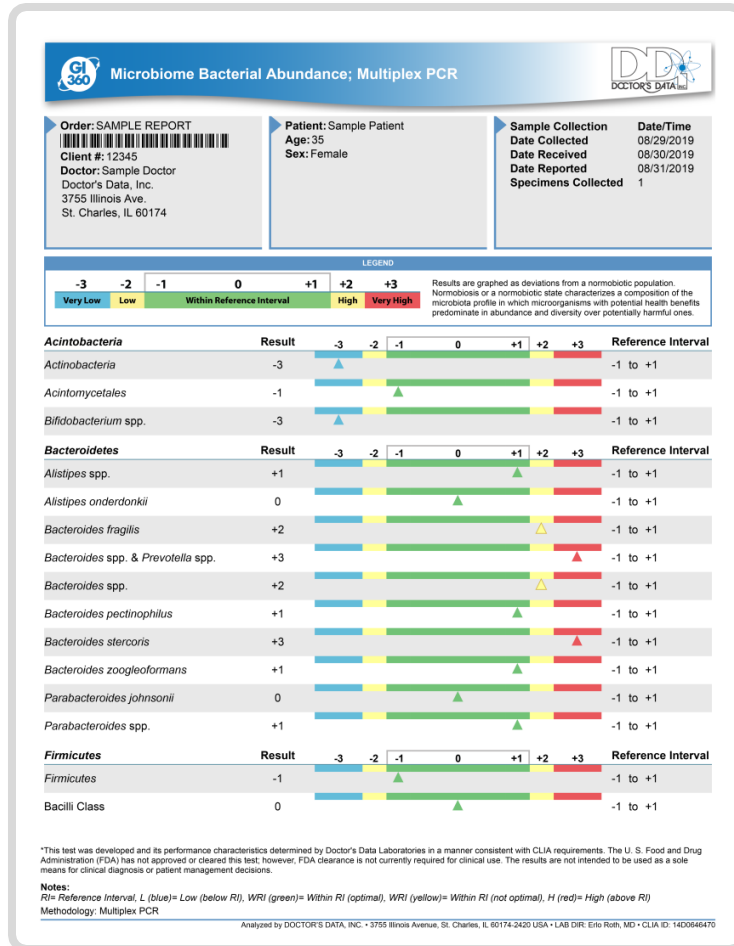 GI
360
Microbiome Bacterial Abundance; Multiplex PCR
DDI
DOCTOR'S DATA INC.
Order: SAMPLE REPORT
Client #: 12345
Doctor: Sample Doctor
Doctor's Data, Inc.
3755 Illinois Ave.
St. Charles, IL 60174
Patient: Sample Patient
Age: 35
Sex: Female
Sample Collection Date/Time
Date Collected 08/29/2019
Date Received 08/30/2019
Date Reported 08/31/2019
Specimens Collected 1
LEGEND
-3 -2 -1 0 +1 +2 +3
Very Low Low Within Reference Interval High Very High
Results are graphed as deviations from a normobiotic population.
Normobiosis or a normobiotic state characterizes a composition of the
microbiota profile in which microorganisms with potential health benefits
predominate in abundance and diversity over potentially harmful ones.
Acintobacteria Result -3 -2 -1 0 +1 +2 +3 Reference Interval
Actinobacteria -3 -1 to +1
Acintomycetales -1 -1 to +1
Bifidobacterium spp. -3 -1 to +1
Bacteroidetes Result -3 -2 -1 0 +1 +2 +3 Reference Interval
Alistipes spp. +1 -1 to +1
Alistipes onderdonkii 0 -1 to +1
Bacteroides fragilis +2 -1 to +1
Bacteroides spp. & Prevotella spp. +3 -1 to +1
Bacteroides spp. +2 -1 to +1
Bacteroides pectinophilus +1 -1 to +1
Bacteroides stercoris +3 -1 to +1
Bacteroides zoogleoformans +1 -1 to +1
Parabacteroides johnsonii 0 -1 to +1
Parabacteroides spp. +1 -1 to +1
Firmicutes Result -3 -2 -1 0 +1 +2 +3 Reference Interval
Firmicutes -1 -1 to +1
Bacilli Class 0 -1 to +1
*This test was developed and its performance characteristics determined by Doctor's Data Laboratories in a manner consistent with CLIA requirements. The U. S. Food and Drug
Administration (FDA) has not approved or cleared this test; however, FDA clearance is not currently required for clinical use. The results are not intended to be used as a sole
means for clinical diagnosis or patient management decisions.
Notes:
RI= Reference Interval, L (blue)= Low (below RI), WRI (green)= Within RI (optimal), WRI (yellow)= Within RI (not optimal), H (red)= High (above RI)
Methodology: Multiplex PCR
Analyzed by DOCTOR'S DATA, INC. • 3755 Illinois Avenue, St. Charles, IL 60174-2420 USA • LAB DIR: Erlo Roth, MD • CLIA ID: 14D0646470